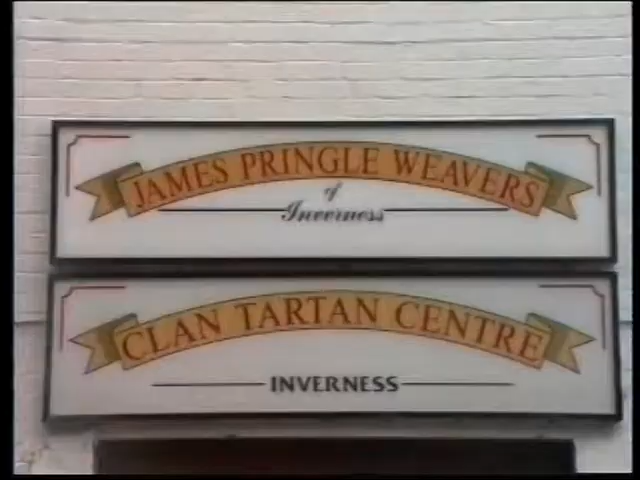 JAMES PRINGLE WEAVERS
of
Inverness
CLAN TARTAN CENTRE
INVERNESS